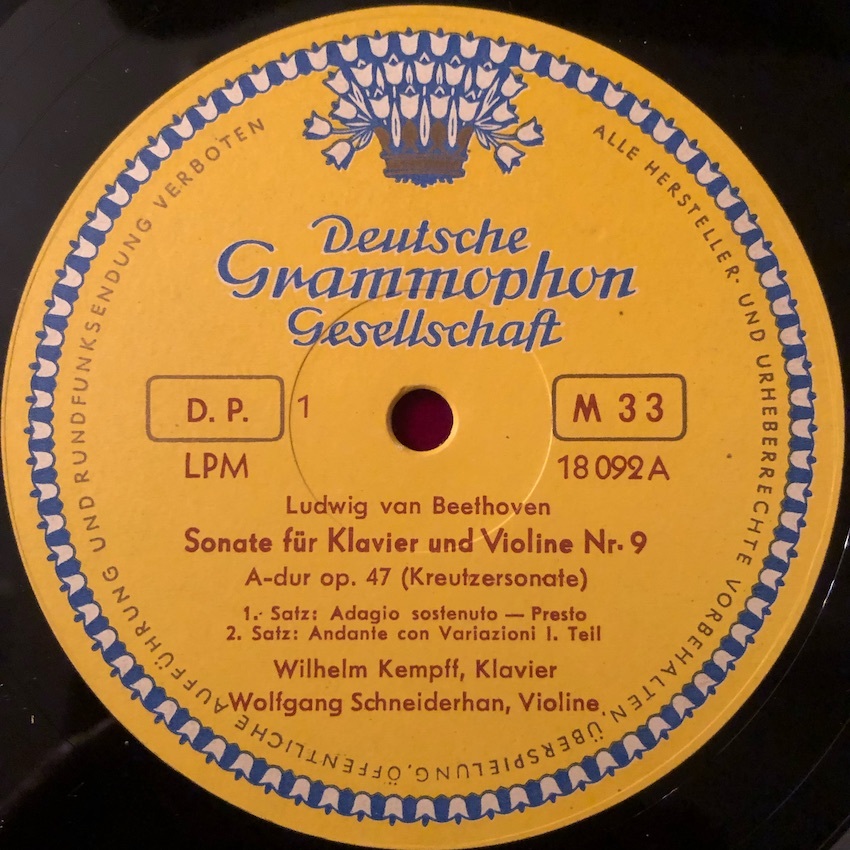 Deutsche
Grammophon
Gesellschaft
D. P. 1 M 33
LPM 18 092 A
Ludwig van Beethoven
Sonate für Klavier und Violine Nr. 9
A-dur op. 47 (Kreutzersonate)
1. Satz: Adagio sostenuto — Presto
2. Satz: Andante con Variazioni I. Teil
Wilhelm Kempff, Klavier
Wolfgang Schneiderhan, Violine
ALLE HERSTELLER- UND URHEBERRECHTE VORBEHALTEN, ÜBERSPIELUNG, ÖFFENTLICHE AUFFÜHRUNG UND RUNDFUNKSENDUNG VERBOTEN